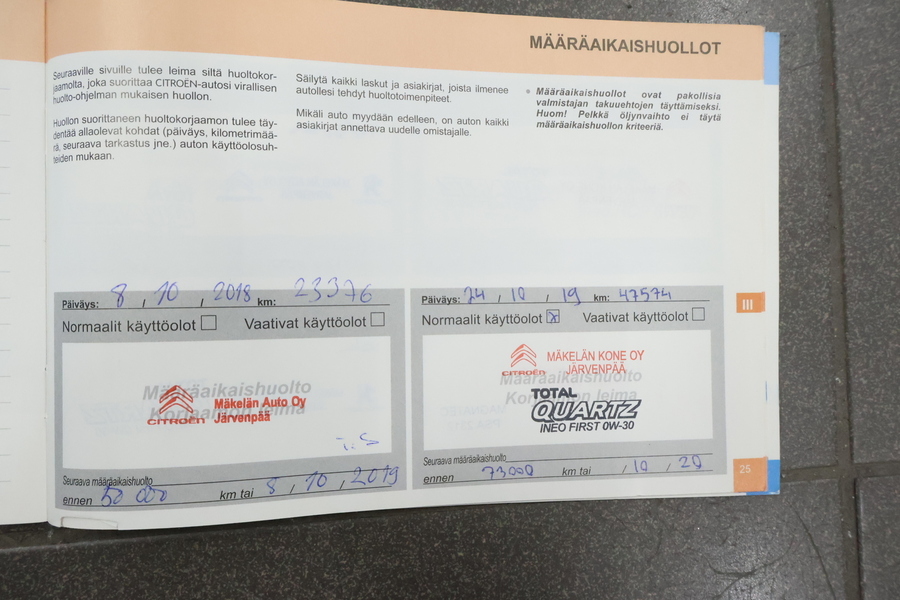 MÄÄRÄAIKAISHUOLLOT
Seuraaville sivuille tulee leima siltä huoltokor-
jaamolta, joka suorittaa CITROËN-autosi virallisen
huolto-ohjelman mukaisen huollon.
Huollon suorittaneen huoltokorjaamon tulee täy-
dentää allaolevat kohdat (päiväys, kilometrimää-
rä, seuraava tarkastus jne.) auton käyttöolosuh-
teiden mukaan.
Säilytä kaikki laskut ja asiakirjat, joista ilmenee
autollesi tehdyt huoltotoimenpiteet.
Mikäli auto myydään edelleen, on auton kaikki
asiakirjat annettava uudelle omistajalle.
• Määräaikaishuollot ovat pakollisia
valmistajan takuuehtojen täyttämiseksi.
Huom! Pelkkä öljynvaihto ei täytä
määräaikaishuollon kriteeriä.
Päiväys: 8 / 10 / 2018 km: 23376
Normaalit käyttöolot Vaativat käyttöolot
Määräaikaishuolto
Korjaamon leima
CITROËN
Mäkelän Auto Oy
Järvenpää
T.S
Seuraava määräaikaishuolto
ennen 50 000 km tai 8 / 10 / 2019
Päiväys: 24 / 10 / 19 km: 47574
Normaalit käyttöolot X Vaativat käyttöolot
CITROËN
MÄKELÄN KONE OY
JÄRVENPÄÄ
Määräaikaishuolto
Korjaamon leima
TOTAL
QUARTZ
INEO FIRST 0W-30
Seuraava määräaikaishuolto
ennen 73000 km tai / 10 / 20
III
25